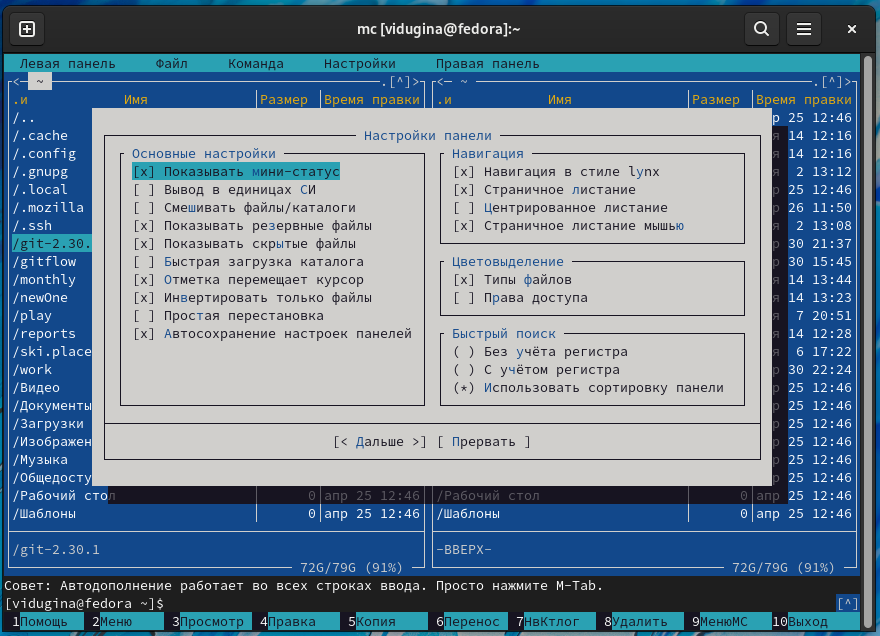 mc [vidugina@fedora]:~
Левая панель Файл Команда Настройки Правая панель
<─ ~ .[^]> <─ ~ .[^]>
.и Имя Размер Время правки .и Имя Размер Время правки
/.. р 25 12:46
Настройки панели
/.cache я 14 12:16
/.config Основные настройки Навигация я 14 12:16
/.gnupg [x] Показывать мини-статус [x] Навигация в стиле lynx я 2 13:12
/.local [ ] Вывод в единицах СИ [x] Страничное листание р 25 12:46
/.mozilla [ ] Смешивать файлы/каталоги [ ] Центрированное листание р 26 11:50
/.ssh [x] Показывать резервные файлы [x] Страничное листание мышью я 2 13:08
/git-2.30. [x] Показывать скрытые файлы р 30 21:37
/gitflow [ ] Быстрая загрузка каталога Цветовыделение р 30 15:45
/monthly [x] Отметка перемещает курсор [x] Типы файлов я 14 13:44
/newOne [x] Инвертировать только файлы [ ] Права доступа я 14 13:23
/play [ ] Простая перестановка я 7 20:51
/reports [x] Автосохранение настроек панелей Быстрый поиск я 14 12:28
/ski.place ( ) Без учёта регистра я 6 17:22
/work ( ) С учётом регистра р 30 22:24
/Видео (*) Использовать сортировку панели р 25 12:46
/Документы р 25 12:46
/Загрузки р 25 12:46
/Изображен [< Дальше >] [ Прервать ] р 25 12:46
/Музыка р 25 12:46
/Общедосту р 25 12:46
/Рабочий стол 0 апр 25 12:46 /Рабочий стол 0 апр 25 12:46
/Шаблоны 0 апр 25 12:46 /Шаблоны 0 апр 25 12:46
/git-2.30.1 -ВВЕРХ-
72G/79G (91%) 72G/79G (91%)
Совет: Автодополнение работает во всех строках ввода. Просто нажмите M-Tab.
[vidugina@fedora ~]$ [^]
1Помощь 2Меню 3Просмотр 4Правка 5Копия 6Перенос 7НвКтлог 8Удалить 9МенюМС 10Выход